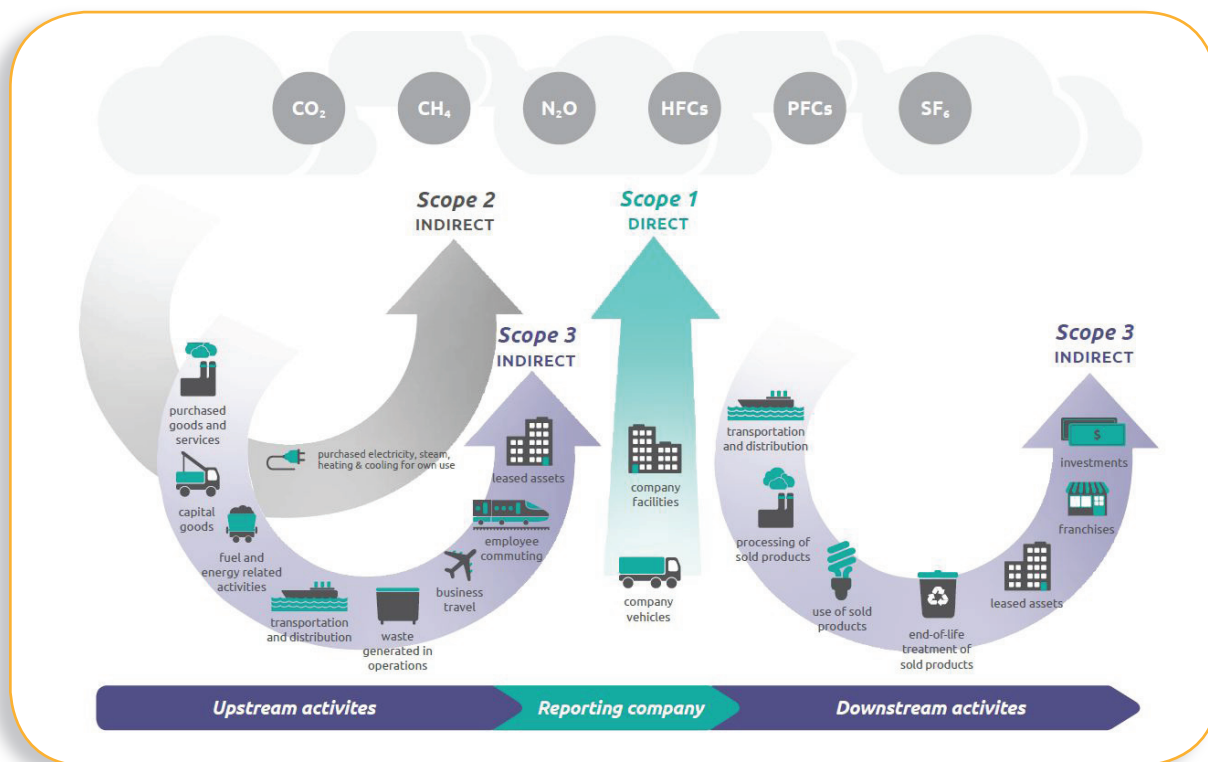 CO₂
CH₄
N₂O
HFCs
PFCs
SF₆
Scope 2
INDIRECT
Scope 1
DIRECT
Scope 3
INDIRECT
Scope 3
INDIRECT
purchased
goods and
services
capital
goods
fuel and
energy related
activities
transportation
and distribution
waste
generated in
operations
business
travel
employee
commuting
leased assets
purchased electricity, steam,
heating & cooling for own use
company
facilities
company
vehicles
transportation
and distribution
processing of
sold products
use of sold
products
end-of-life
treatment of
sold products
leased assets
franchises
$
investments
Upstream activites
Reporting company
Downstream activites